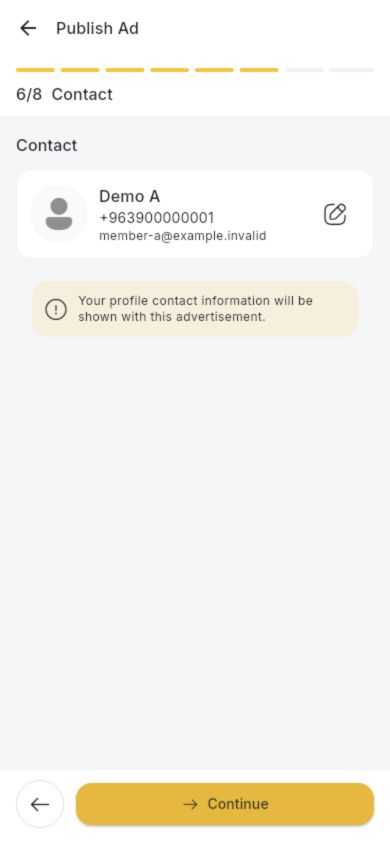 Publish Ad
6/8 Contact
Contact
Demo A
+963900000001
member-a@example.invalid
Your profile contact information will be
shown with this advertisement.
Continue